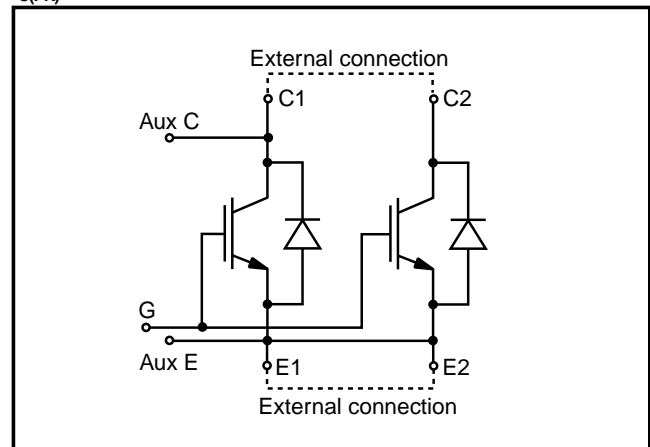 External connection
C1
C2
Aux C
G
Aux E
E1
E2
External connection